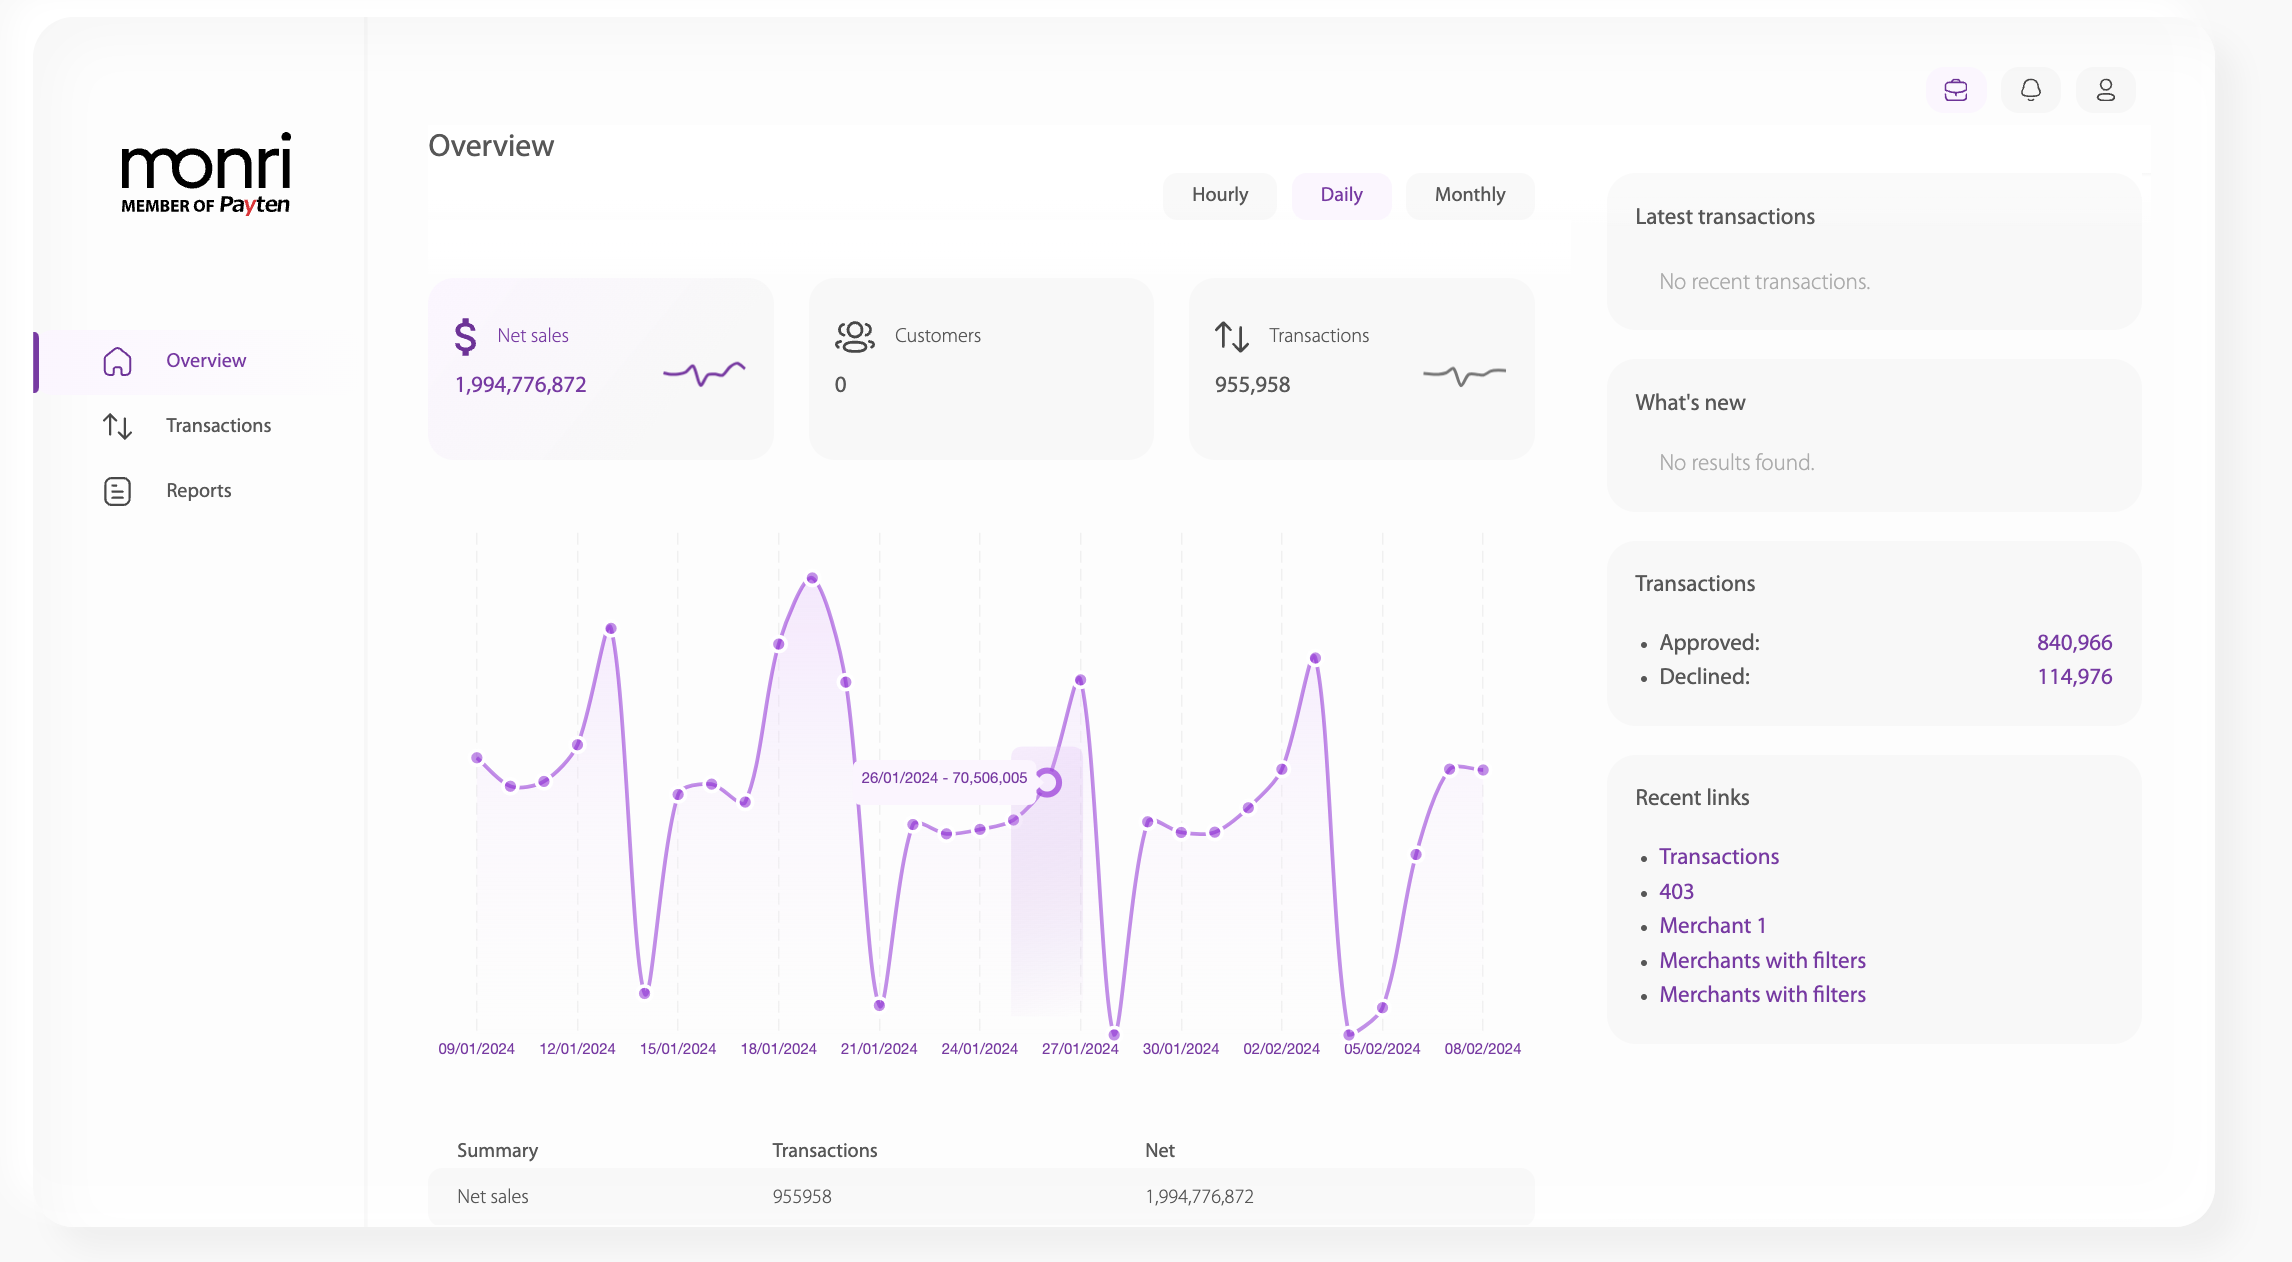 monri
MEMBER OF Payten
Overview
Transactions
Reports
Overview
Hourly Daily Monthly
Net sales
1,994,776,872
Customers
0
Transactions
955,958
26/01/2024 - 70,506,005
09/01/2024 12/01/2024 15/01/2024 18/01/2024 21/01/2024 24/01/2024 27/01/2024 30/01/2024 02/02/2024 05/02/2024 08/02/2024
Summary Transactions Net
Net sales 955958 1,994,776,872
Latest transactions
No recent transactions.
What's new
No results found.
Transactions
• Approved: 840,966
• Declined: 114,976
Recent links
• Transactions
• 403
• Merchant 1
• Merchants with filters
• Merchants with filters